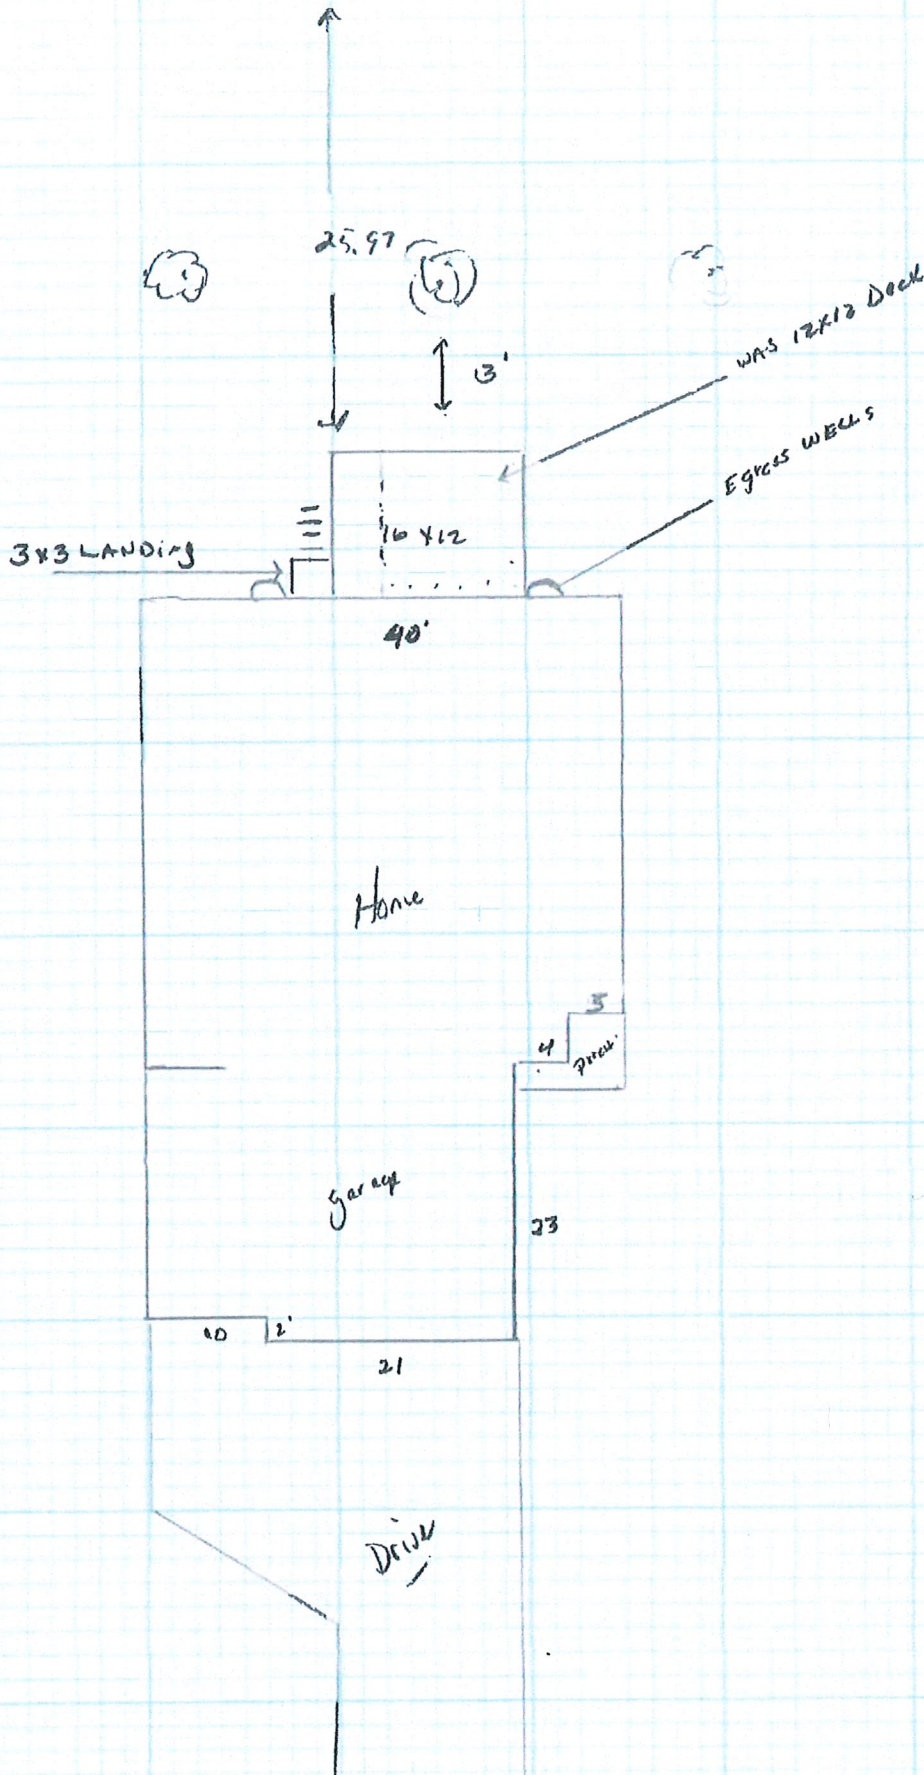 25.97
13'
WAS 12x12 Deck
Egress WELLS
16 x12
3x3 LANDing
40'
Home
5
4
porch
garage
23
10
2'
21
Drive